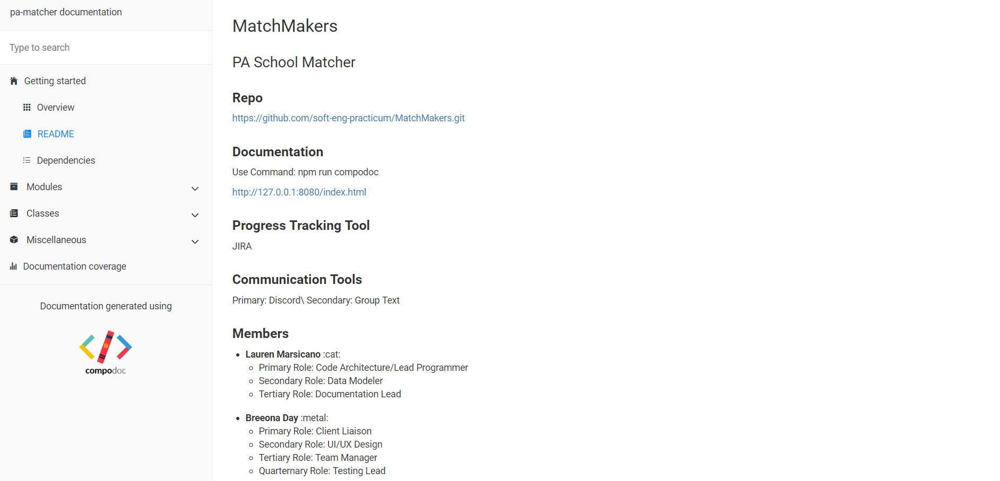 pa-matcher documentation
Type to search
Getting started
Overview
README
Dependencies
Modules
Classes
Miscellaneous
Documentation coverage
Documentation generated using
compodoc
MatchMakers
PA School Matcher
Repo
https://github.com/soft-eng-practicum/MatchMakers.git
Documentation
Use Command: npm run compodoc
http://127.0.0.1:8080/index.html
Progress Tracking Tool
JIRA
Communication Tools
Primary: Discord\ Secondary: Group Text
Members
Lauren Marsicano :cat:
Primary Role: Code Architecture/Lead Programmer
Secondary Role: Data Modeler
Tertiary Role: Documentation Lead
Breeona Day :metal:
Primary Role: Client Liaison
Secondary Role: UI/UX Design
Tertiary Role: Team Manager
Quarternary Role: Testing Lead